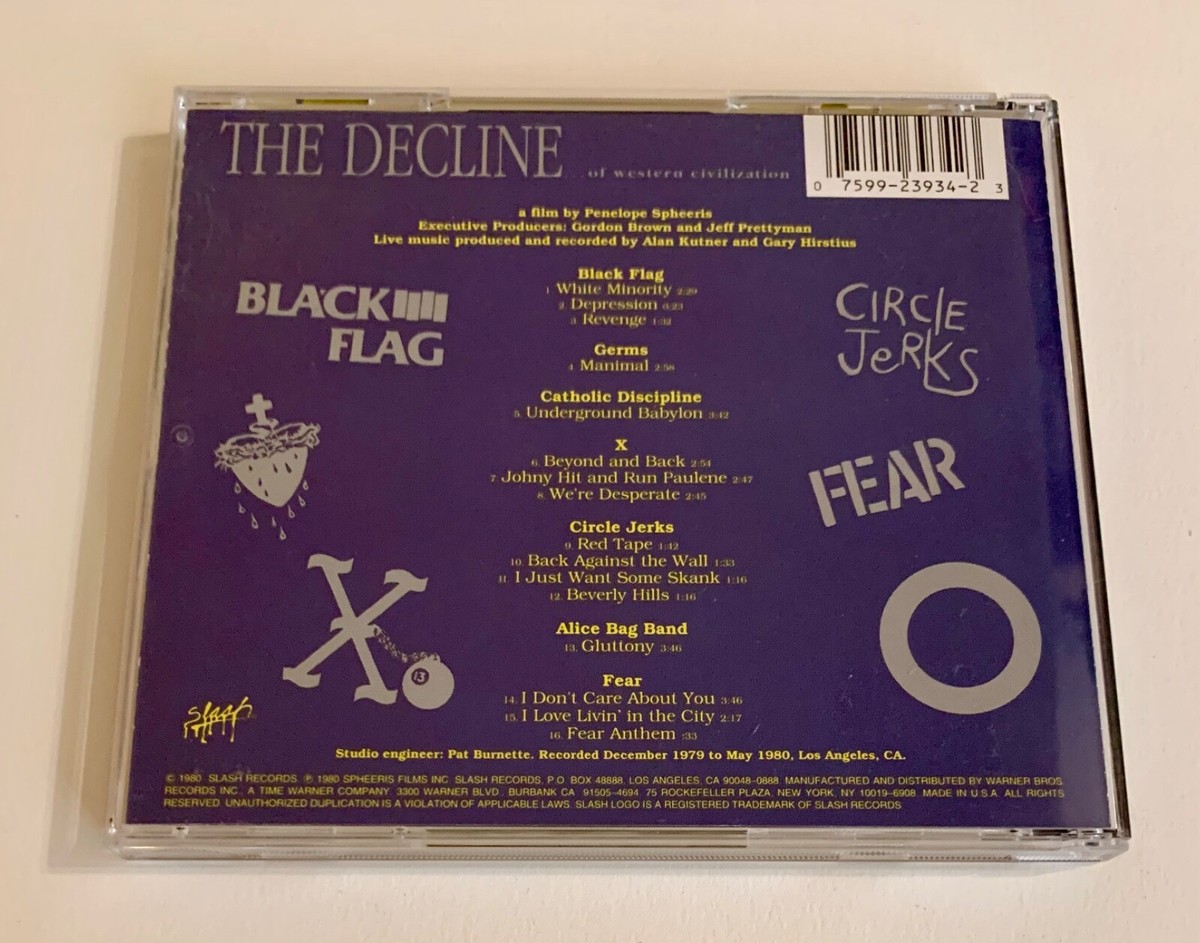 THE DECLINE ...of western civilization
0 7599-23934-2 3
a film by Penelope Spheeris
Executive Producers: Gordon Brown and Jeff Prettyman
Live music produced and recorded by Alan Kutner and Gary Hirstius
BLACK
FLAG
CIRCLE
JERKS
Black Flag
1. White Minority 2:29
2. Depression 6:23
3. Revenge 1:32
Germs
4. Manimal 2:58
Catholic Discipline
5. Underground Babylon 3:42
X
6. Beyond and Back 2:54
7. Johny Hit and Run Paulene 2:47
8. We're Desperate 2:45
FEAR
Circle Jerks
9. Red Tape 1:42
10. Back Against the Wall 1:33
11. I Just Want Some Skank 1:16
12. Beverly Hills 1:16
Alice Bag Band
13. Gluttony 3:46
X
13
Fear
14. I Don't Care About You 3:46
15. I Love Livin' in the City 2:17
16. Fear Anthem :33
slash
Studio engineer: Pat Burnette. Recorded December 1979 to May 1980, Los Angeles, CA.
© 1980 SLASH RECORDS. ℗ 1980 SPHEERIS FILMS INC. SLASH RECORDS, P.O. BOX 48888, LOS ANGELES, CA 90048-0888. MANUFACTURED AND DISTRIBUTED BY WARNER BROS.
RECORDS INC., A TIME WARNER COMPANY. 3300 WARNER BLVD., BURBANK CA 91505-4694. 75 ROCKEFELLER PLAZA, NEW YORK, NY 10019-6908. MADE IN U.S.A. ALL RIGHTS
RESERVED. UNAUTHORIZED DUPLICATION IS A VIOLATION OF APPLICABLE LAWS. SLASH LOGO IS A REGISTERED TRADEMARK OF SLASH RECORDS